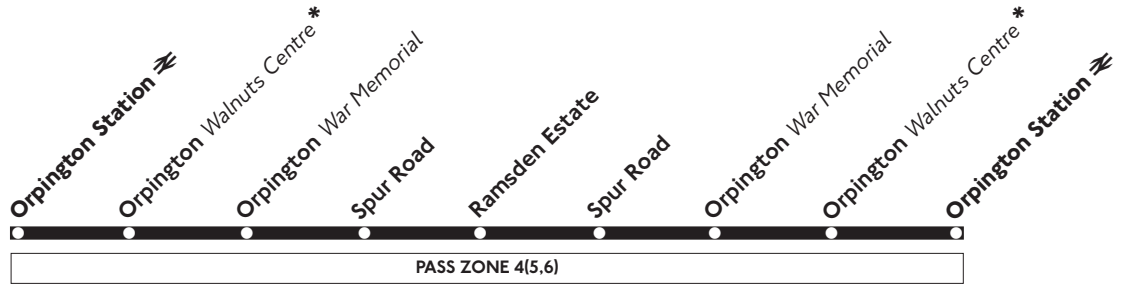 Orpington Station
Orpington Walnuts Centre*
Orpington War Memorial
Spur Road
Ramsden Estate
Spur Road
Orpington War Memorial
Orpington Walnuts Centre*
Orpington Station
PASS ZONE 4(5,6)